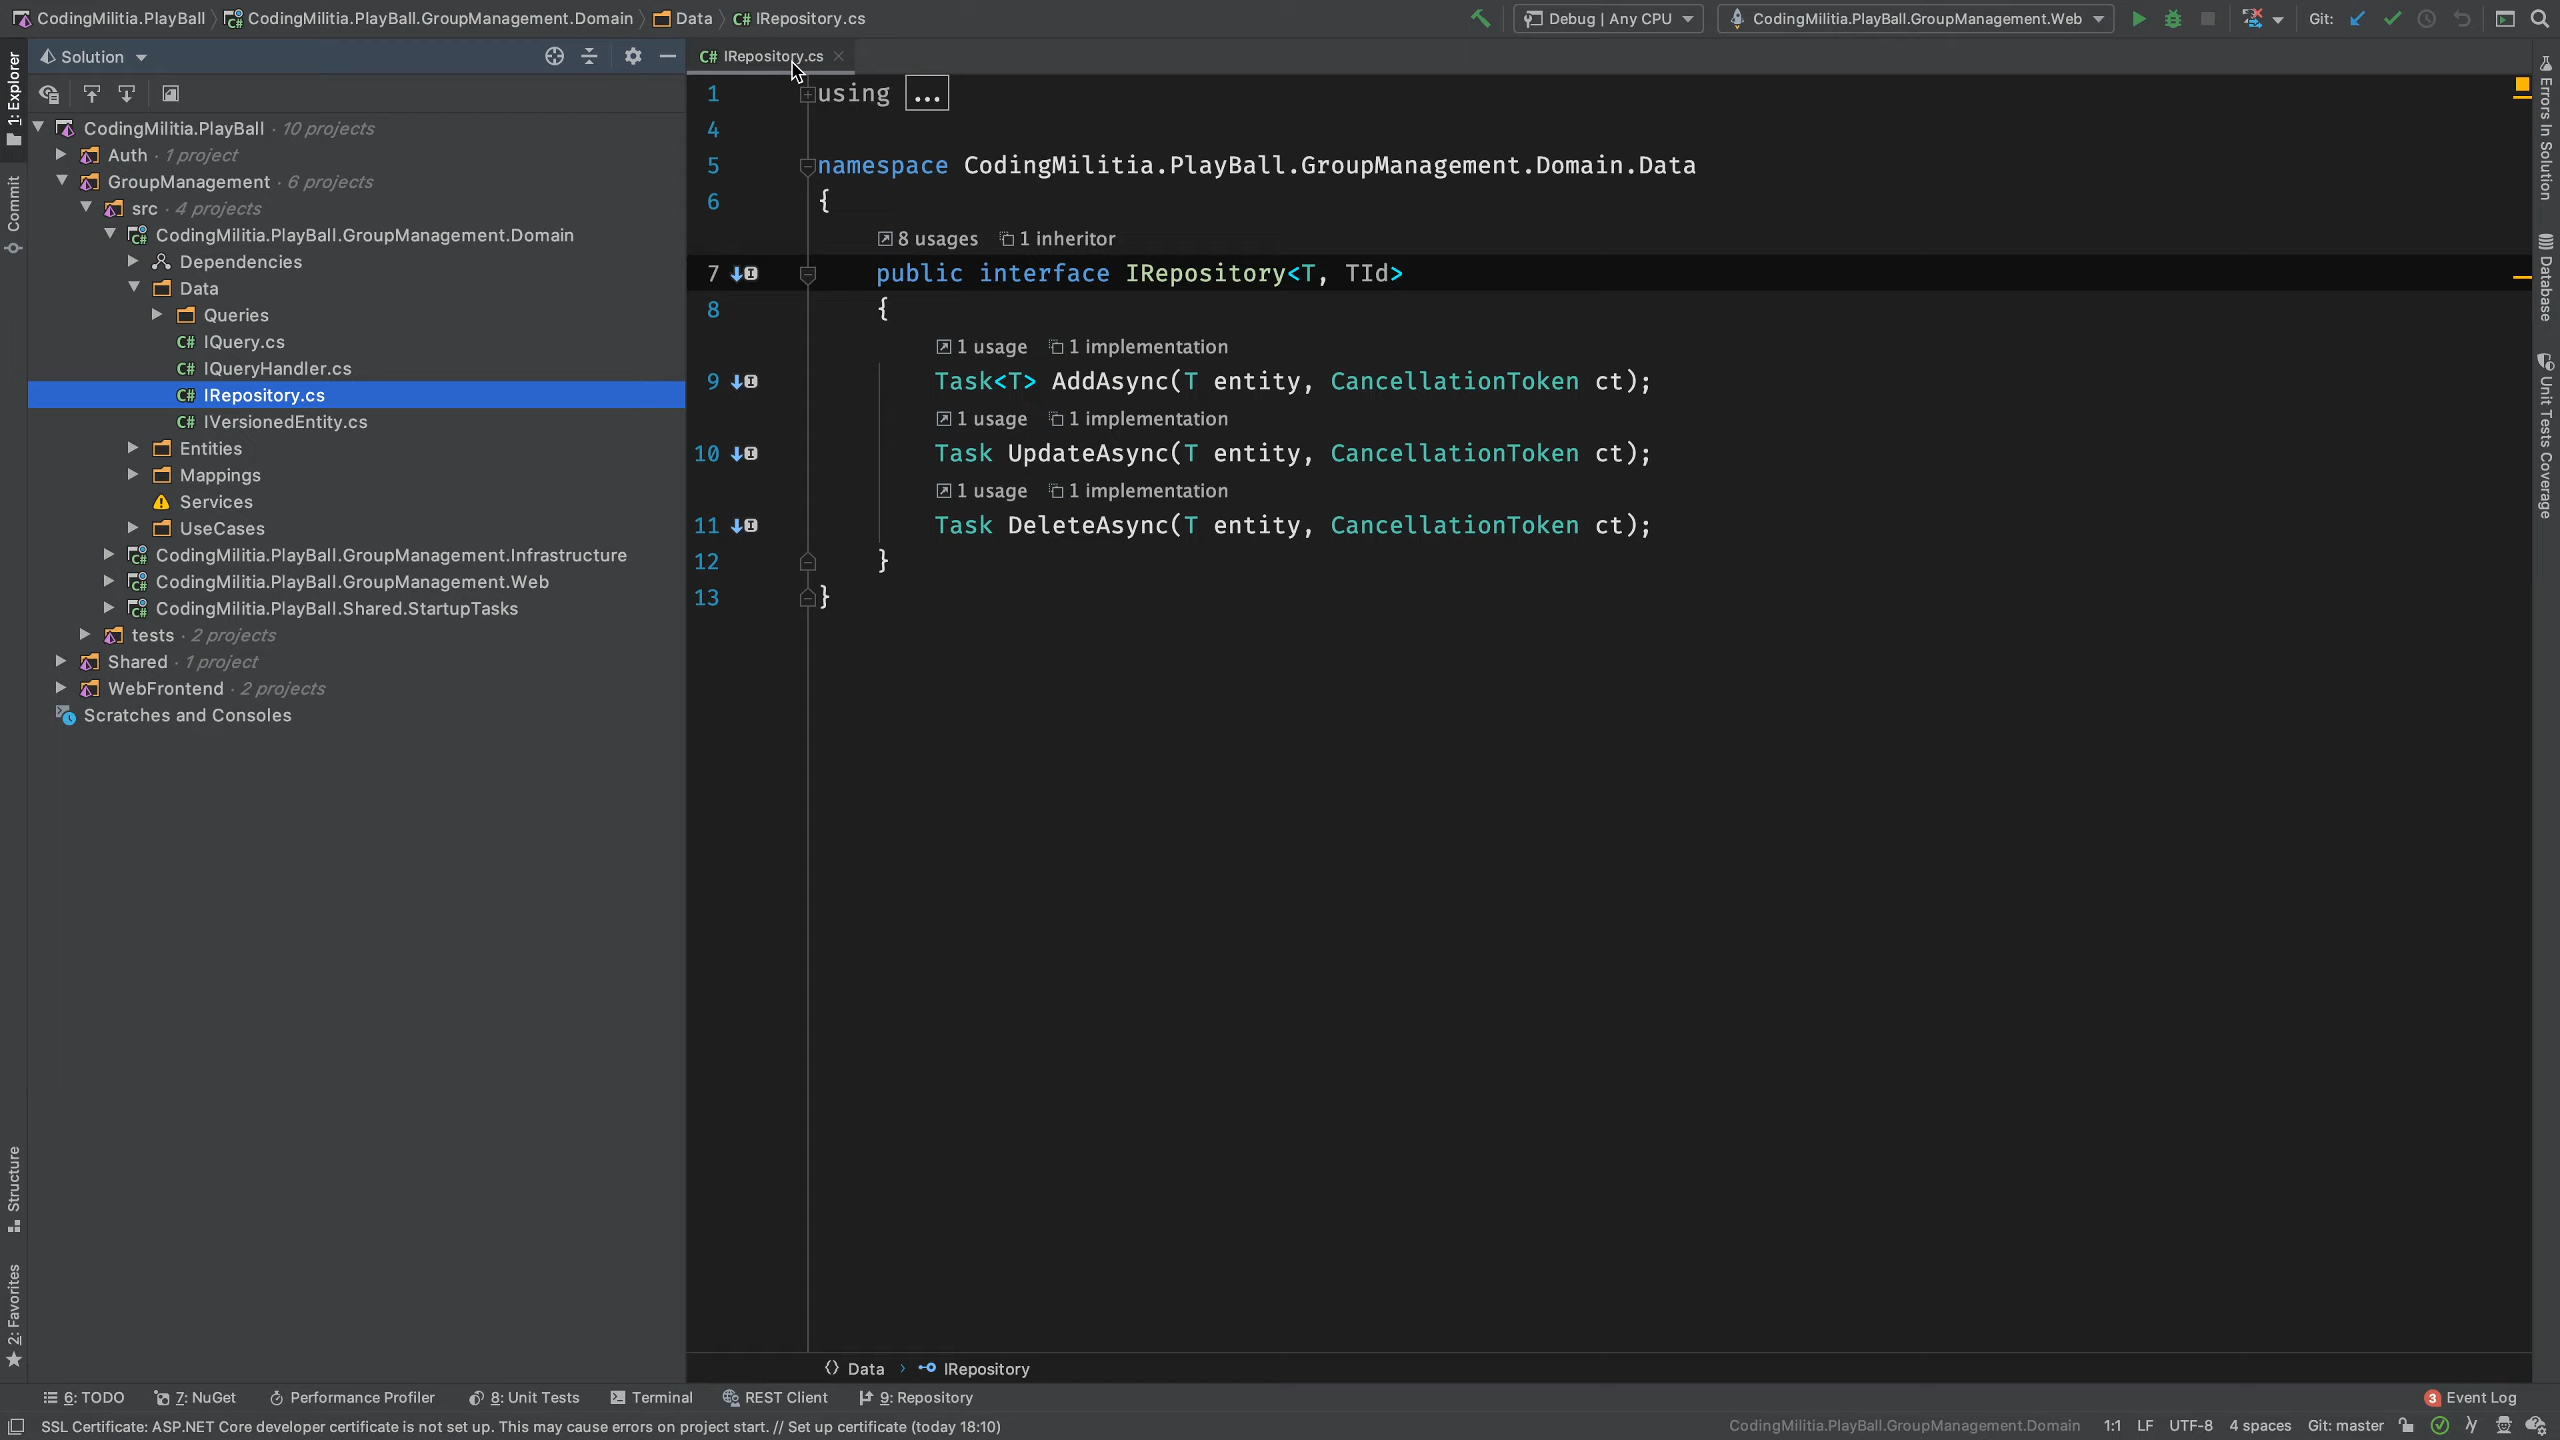 CodingMilitia.PlayBall CodingMilitia.PlayBall.GroupManagement.Domain Data C# IRepository.cs Debug | Any CPU CodingMilitia.PlayBall.GroupManagement.Web Git:
Solution
C# IRepository.cs
1: Explorer
Commit
Structure
2: Favorites
CodingMilitia.PlayBall · 10 projects
Auth · 1 project
GroupManagement · 6 projects
src · 4 projects
CodingMilitia.PlayBall.GroupManagement.Domain
Dependencies
Data
Queries
C# IQuery.cs
C# IQueryHandler.cs
C# IRepository.cs
C# IVersionedEntity.cs
Entities
Mappings
Services
UseCases
CodingMilitia.PlayBall.GroupManagement.Infrastructure
CodingMilitia.PlayBall.GroupManagement.Web
CodingMilitia.PlayBall.Shared.StartupTasks
tests · 2 projects
Shared · 1 project
WebFrontend · 2 projects
Scratches and Consoles
1 using ...
4
5 namespace CodingMilitia.PlayBall.GroupManagement.Domain.Data
6 {
8 usages 1 inheritor
7 public interface IRepository<T, TId>
8 {
1 usage 1 implementation
9 Task<T> AddAsync(T entity, CancellationToken ct);
1 usage 1 implementation
10 Task UpdateAsync(T entity, CancellationToken ct);
1 usage 1 implementation
11 Task DeleteAsync(T entity, CancellationToken ct);
12 }
13 }
Errors In Solution
Database
Unit Tests Coverage
Data › IRepository
6: TODO 7: NuGet Performance Profiler 8: Unit Tests Terminal REST Client 9: Repository 3 Event Log
SSL Certificate: ASP.NET Core developer certificate is not set up. This may cause errors on project start. // Set up certificate (today 18:10) CodingMilitia.PlayBall.GroupManagement.Domain 1:1 LF UTF-8 4 spaces Git: master